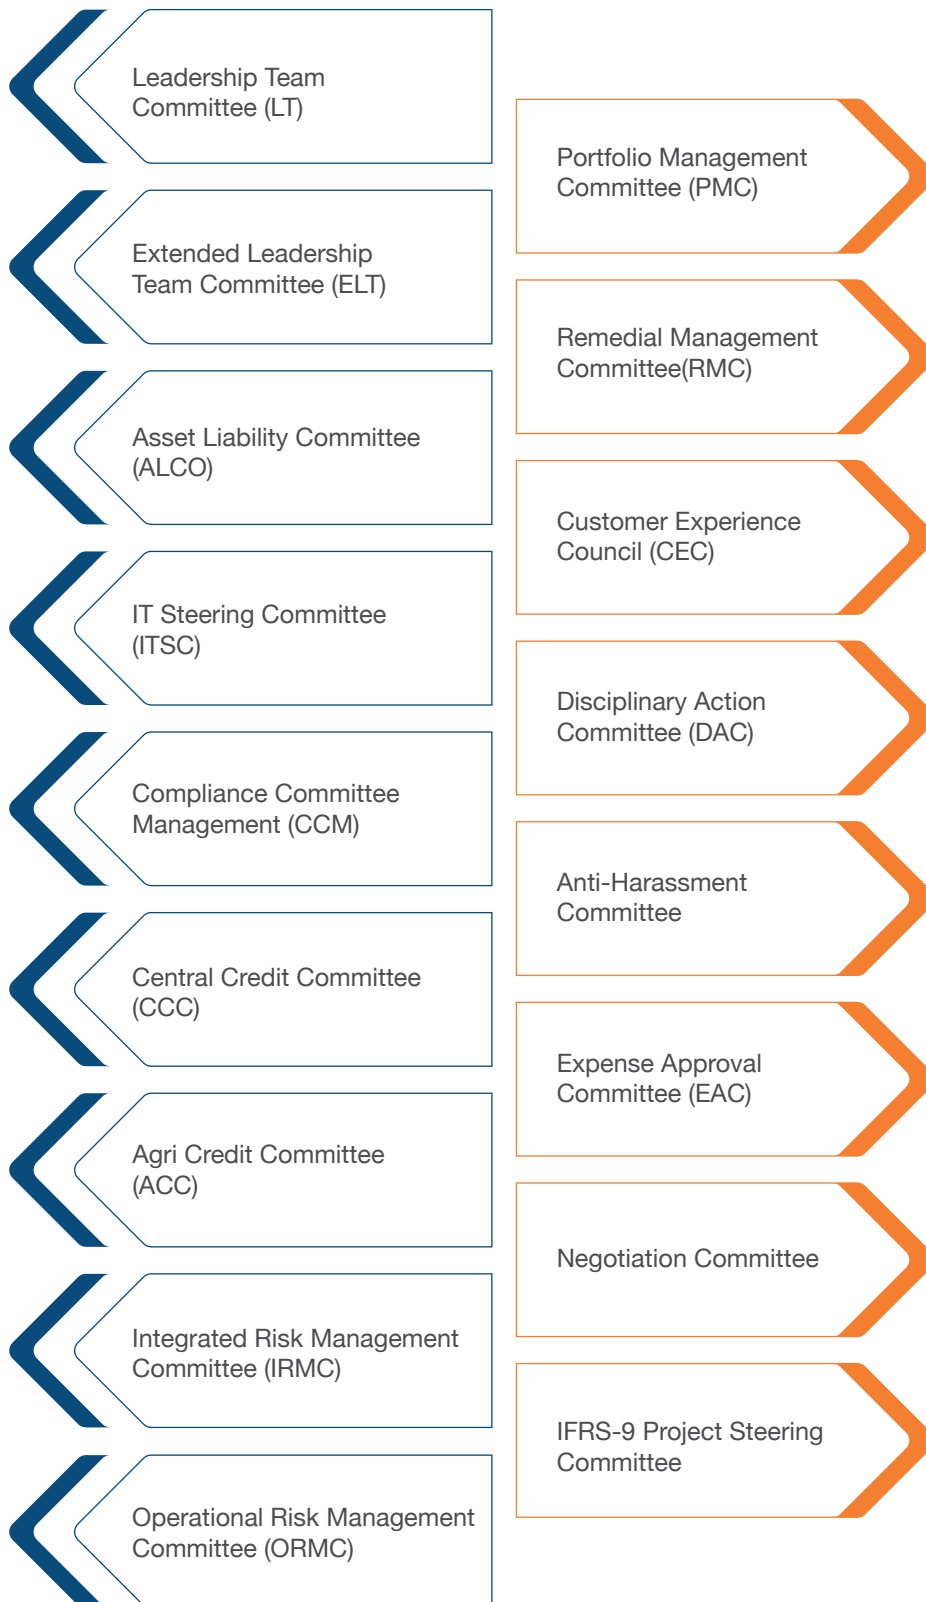 Leadership Team
Committee (LT)
Extended Leadership
Team Committee (ELT)
Asset Liability Committee
(ALCO)
IT Steering Committee
(ITSC)
Compliance Committee
Management (CCM)
Central Credit Committee
(CCC)
Agri Credit Committee
(ACC)
Integrated Risk Management
Committee (IRMC)
Operational Risk Management
Committee (ORMC)
Portfolio Management
Committee (PMC)
Remedial Management
Committee(RMC)
Customer Experience
Council (CEC)
Disciplinary Action
Committee (DAC)
Anti-Harassment
Committee
Expense Approval
Committee (EAC)
Negotiation Committee
IFRS-9 Project Steering
Committee